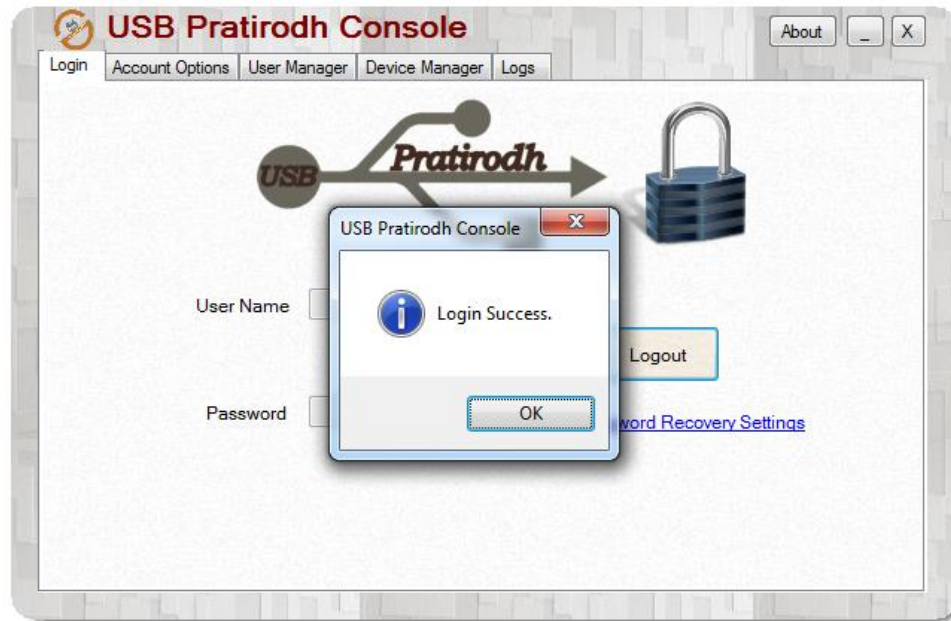 USB Pratirodh Console
About _ X
Login Account Options User Manager Device Manager Logs
USB Pratirodh
USB Pratirodh Console X
Login Success.
User Name
Logout
Password
OK
word Recovery Settings